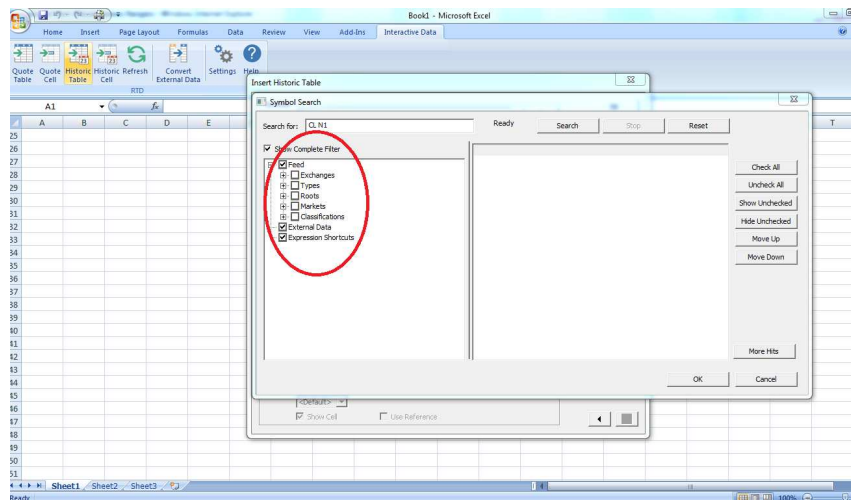 Book1 - Microsoft Excel
Home Insert Page Layout Formulas Data Review View Add-Ins Interactive Data
Quote Table Quote Cell Historic Table Historic Cell Refresh Convert External Data Settings Help
RTD
A1 fx
Insert Historic Table
Symbol Search
Search for: CL N1 Ready Search Stop Reset
Show Complete Filter
Feed
Exchanges
Types
Roots
Markets
Classifications
External Data
Expression Shortcuts
Check All
Uncheck All
Show Unchecked
Hide Unchecked
Move Up
Move Down
More Hits
OK Cancel
<Default>
Show Cell Use Reference
A B C D E T
25
26
27
28
29
30
31
32
33
34
35
36
37
38
39
40
41
42
43
44
45
46
47
48
49
50
51
Sheet1 Sheet2 Sheet3
Ready 100%